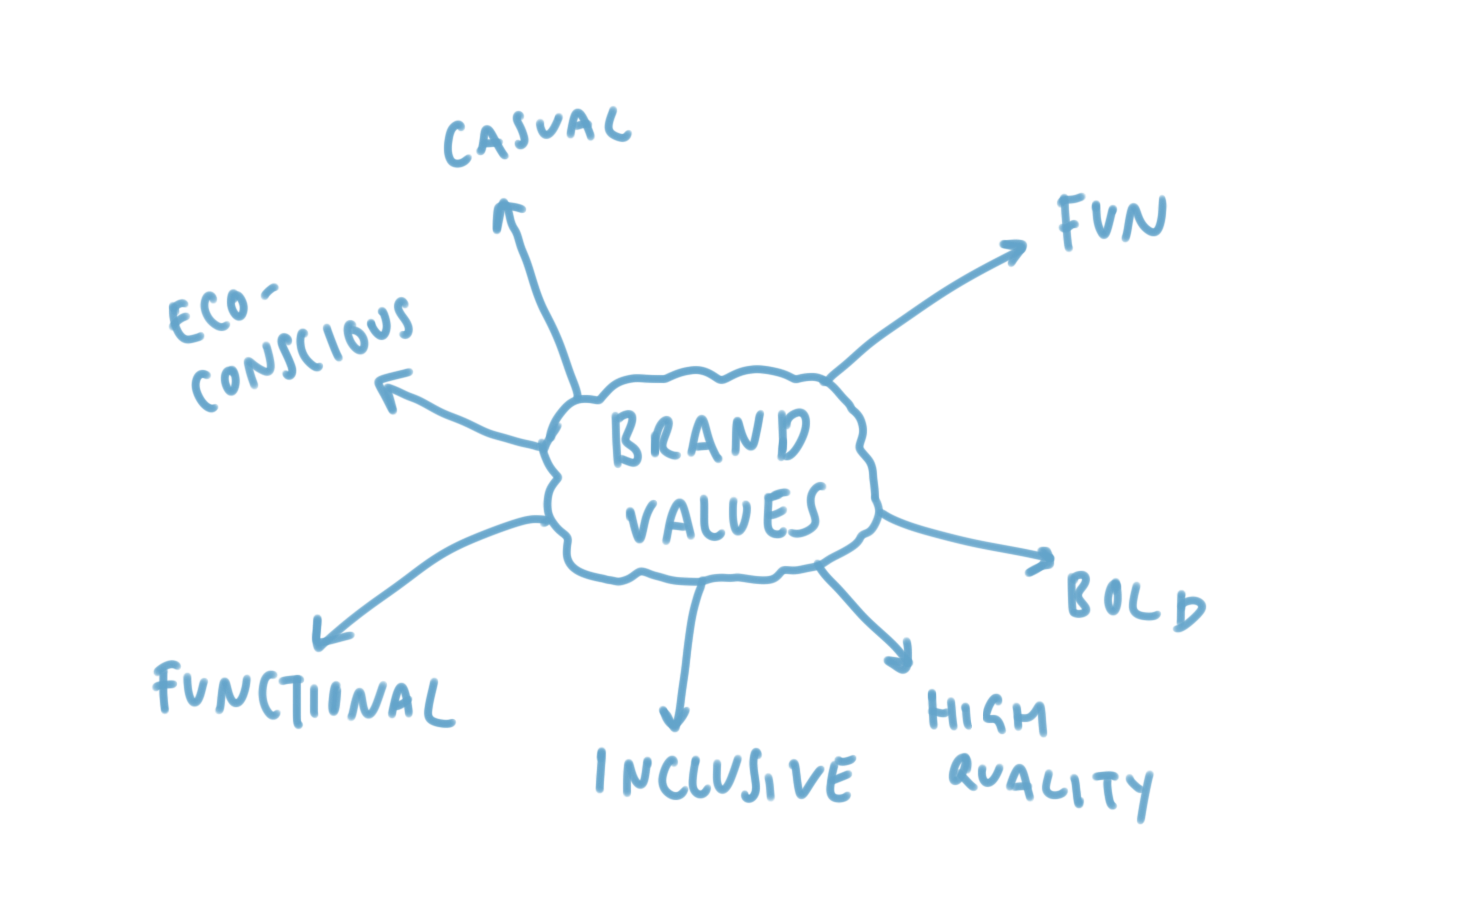 CASUAL
FUN
ECO-
CONSCIOUS
BRAND
VALUES
BOLD
FUNCTIONAL
INCLUSIVE
HIGH
QUALITY